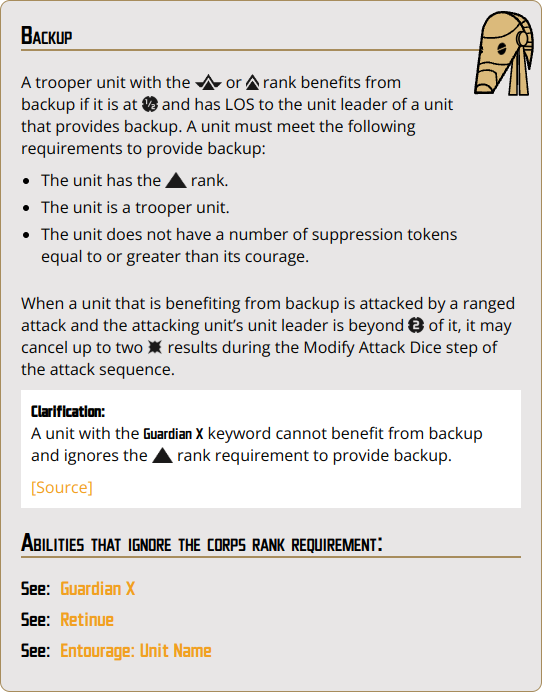 Backup
A trooper unit with the or rank benefits from
backup if it is at ½ and has LOS to the unit leader of a unit
that provides backup. A unit must meet the following
requirements to provide backup:
• The unit has the rank.
• The unit is a trooper unit.
• The unit does not have a number of suppression tokens
equal to or greater than its courage.
When a unit that is benefiting from backup is attacked by a ranged
attack and the attacking unit’s unit leader is beyond 2 of it, it may
cancel up to two results during the Modify Attack Dice step of
the attack sequence.
Clarification:
A unit with the Guardian X keyword cannot benefit from backup
and ignores the rank requirement to provide backup.
[Source]
Abilities that ignore the corps rank requirement:
See: Guardian X
See: Retinue
See: Entourage: Unit Name